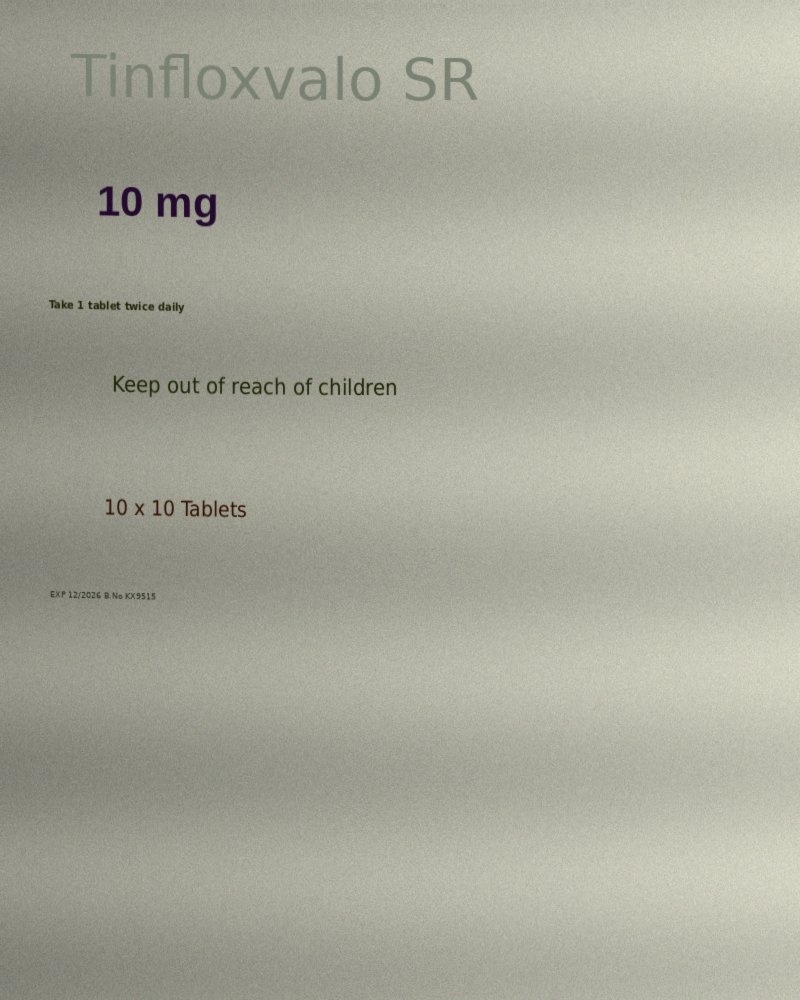 Tinfloxvalo SR
10 mg
Take 1 tablet twice daily
Keep out of reach of children
10 x 10 Tablets
EXP 12/2026 B.No KX9515